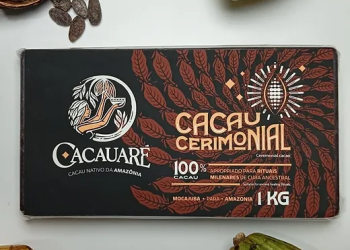 CACAUARÉ
CACAU NATIVO DA AMAZÔNIA
CACAU
CERIMONIAL
Ceremonial cacao
100%
CACAU
APROPRIADO PARA RITUAIS
MILENARES DE CURA ANCESTRAL
MOCAJUBA • PARÁ • AMAZONIA
1 KG